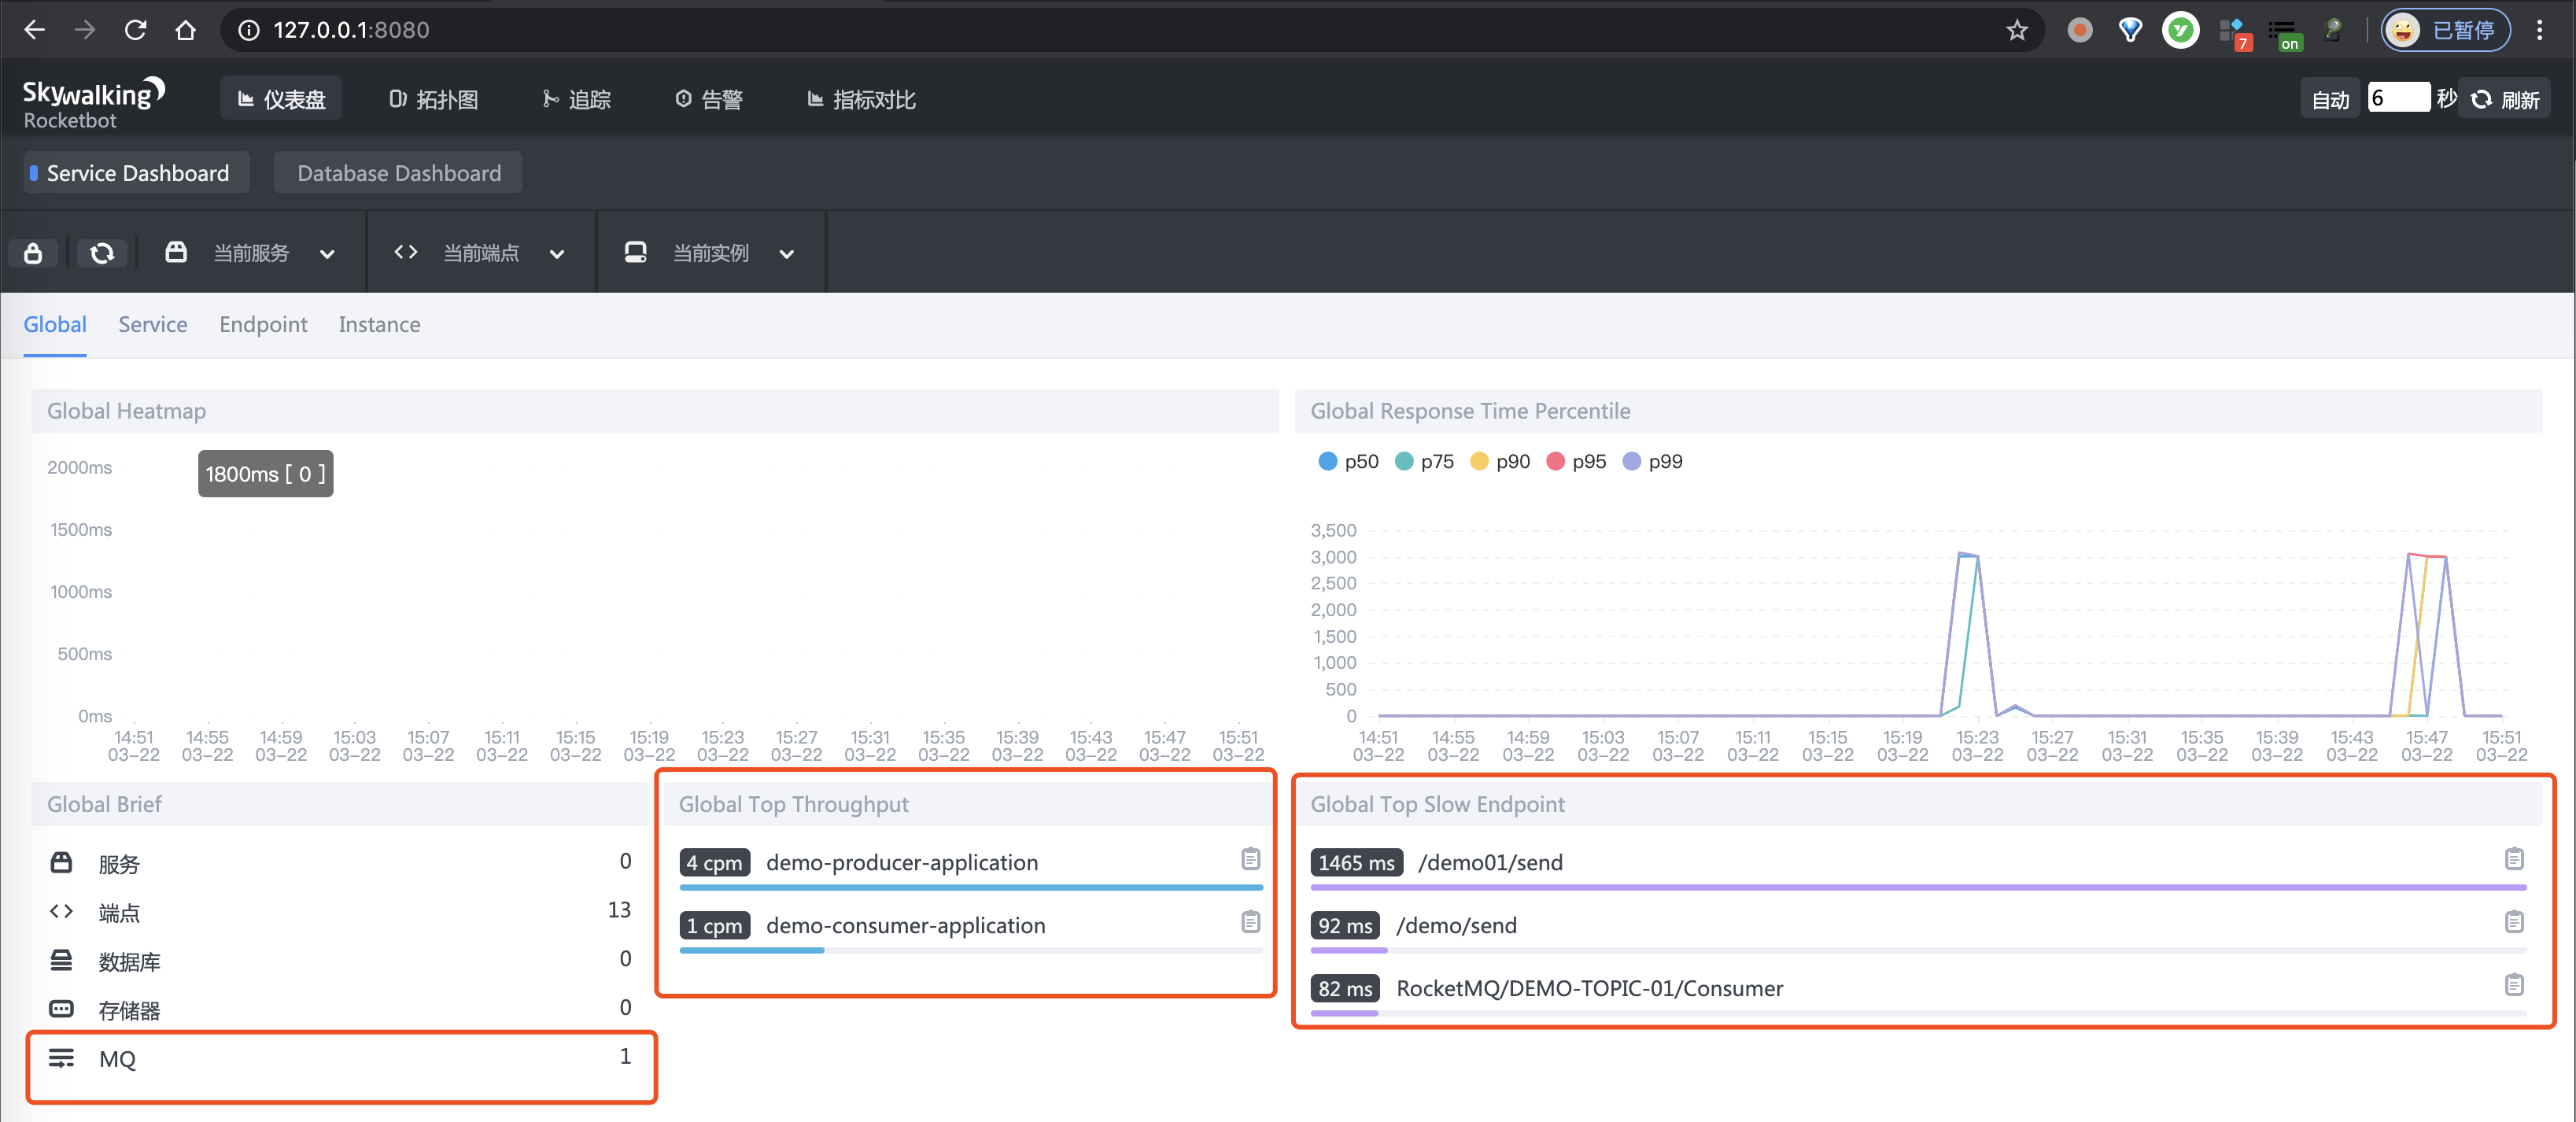 127.0.0.1:8080
7
on
已暂停
Skywalking
Rocketbot
仪表盘
拓扑图
追踪
告警
指标对比
自动
6
秒
刷新
Service Dashboard
Database Dashboard
当前服务
当前端点
当前实例
Global
Service
Endpoint
Instance
Global Heatmap
2000ms
1800ms [ 0 ]
1500ms
1000ms
500ms
0ms
14:51 14:55 14:59 15:03 15:07 15:11 15:15 15:19 15:23 15:27 15:31 15:35 15:39 15:43 15:47 15:51
03-22 03-22 03-22 03-22 03-22 03-22 03-22 03-22 03-22 03-22 03-22 03-22 03-22 03-22 03-22 03-22
Global Response Time Percentile
p50 p75 p90 p95 p99
3,500
3,000
2,500
2,000
1,500
1,000
500
0
14:51 14:55 14:59 15:03 15:07 15:11 15:15 15:19 15:23 15:27 15:31 15:35 15:39 15:43 15:47 15:51
03-22 03-22 03-22 03-22 03-22 03-22 03-22 03-22 03-22 03-22 03-22 03-22 03-22 03-22 03-22 03-22
Global Brief
服务 0
端点 13
数据库 0
存储器 0
MQ 1
Global Top Throughput
4 cpm demo-producer-application
1 cpm demo-consumer-application
Global Top Slow Endpoint
1465 ms /demo01/send
92 ms /demo/send
82 ms RocketMQ/DEMO-TOPIC-01/Consumer